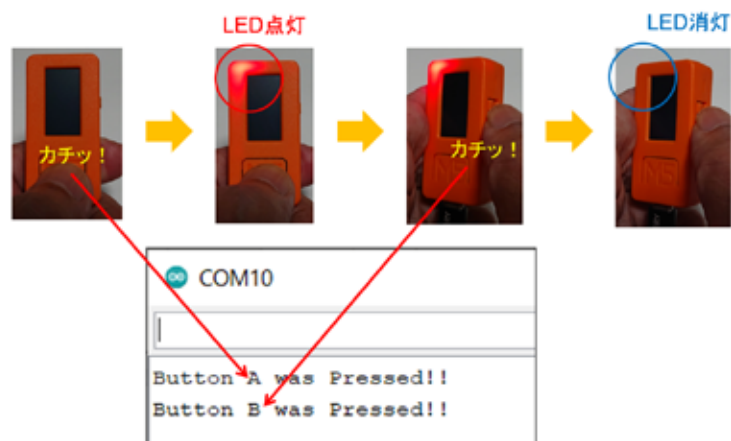 LED点灯
LED消灯
カチッ！
カチッ！
COM10
Button A was Pressed!!
Button B was Pressed!!